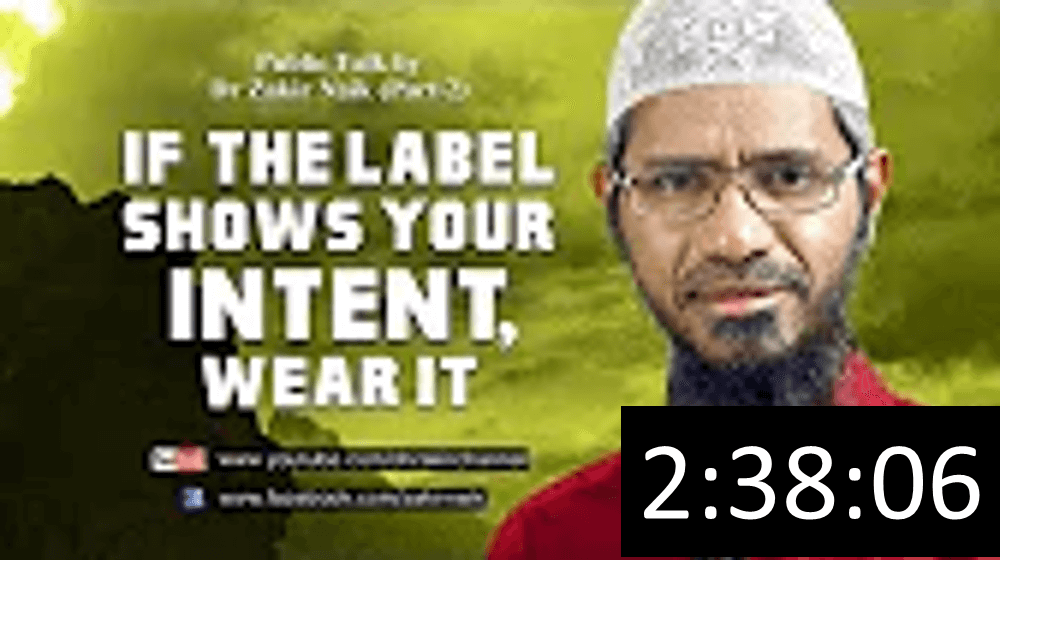 Public Talk by
Dr Zakir Naik (Part 2)
IF THE LABEL
SHOWS YOUR
INTENT,
WEAR IT
2:38:06